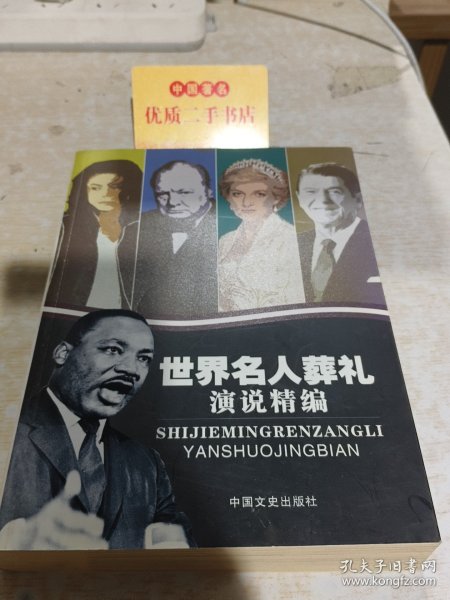 中国著名
优质二手书店
世界名人葬礼
演说精编
SHIJIEMINGRENZANGLI
YANSHUOJINGBIAN
中国文史出版社
孔夫子旧书网
www.kongfz.com